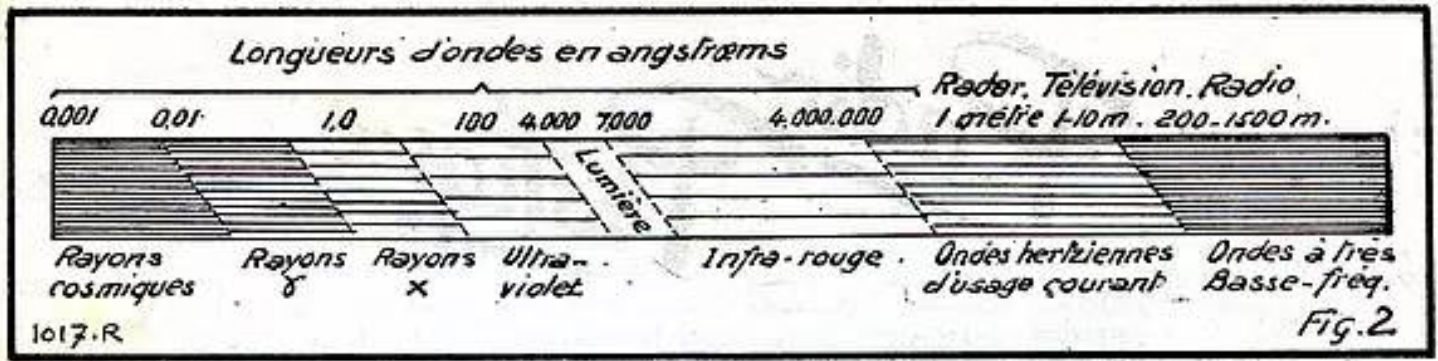 Longueurs d'ondes en angstrœms
Radar. Télévision. Radio.
0,001 0,01 1,0 100 4.000 7,000 4.000.000 1 mètre 1-10m. 200-1500m.
Lumière
Rayons cosmiques
Rayons γ
Rayons x
Ultra-violet
Infra-rouge.
Ondes hertziennes d'usage courant
Ondes à très Basse-fréq.
1017.R
Fig.2